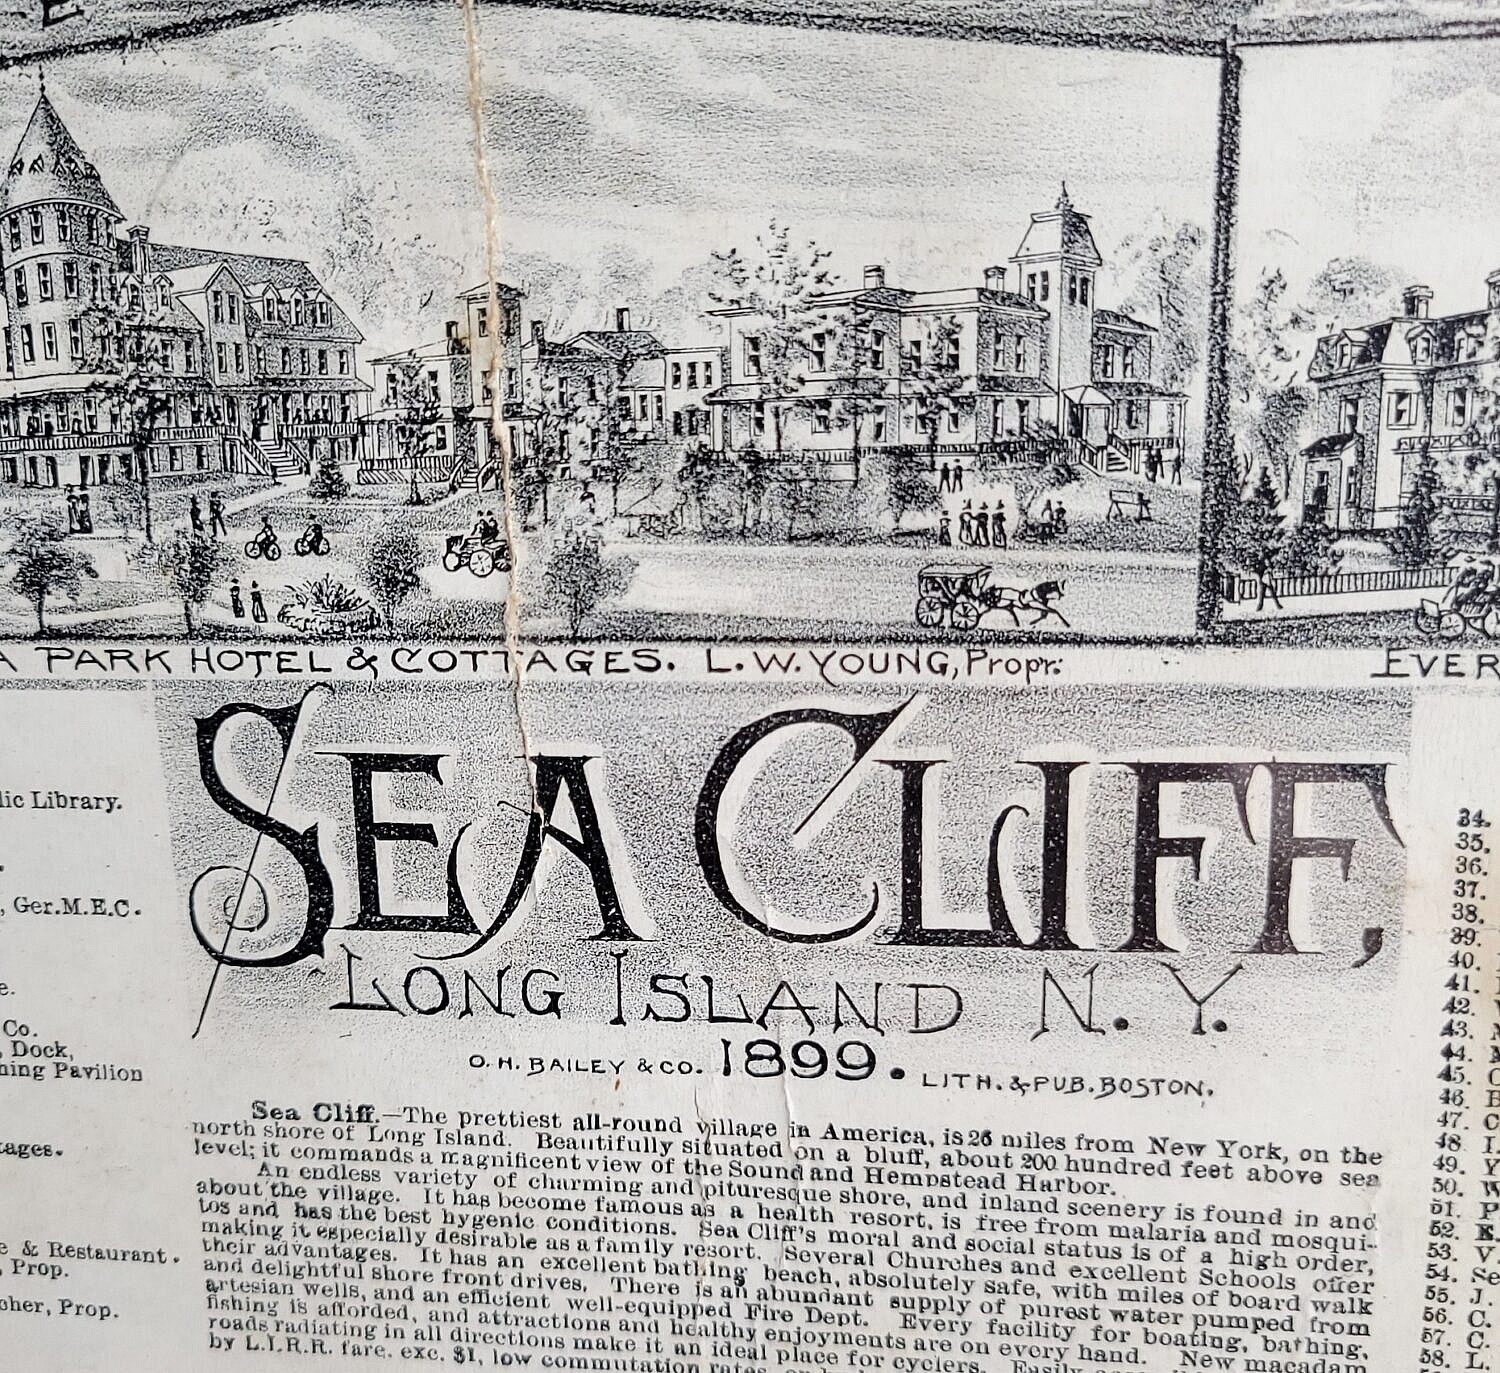 PARK HOTEL & COTTAGES. L.W. YOUNG, Propr:
EVER
SEA CLIFF,
LONG ISLAND N.Y.
O. H. BAILEY & CO. 1899. LITH. & PUB. BOSTON.
Sea Cliff.—The prettiest all-round village in America, is 26 miles from New York, on the
north shore of Long Island. Beautifully situated on a bluff, about 200 hundred feet above sea
level; it commands a magnificent view of the Sound and Hempstead Harbor.
An endless variety of charming and pituresque shore, and inland scenery is found in and
about the village. It has become famous as a health resort, is free from malaria and mosqui-
tos and has the best hygenic conditions. Sea Cliff's moral and social status is of a high order,
making it especially desirable as a family resort. Several Churches and excellent Schools offer
their advantages. It has an excellent bathing beach, absolutely safe, with miles of board walk
and delightful shore front drives. There is an abundant supply of purest water pumped from
artesian wells, and an efficient well-equipped Fire Dept. Every facility for boating, bathing,
fishing is afforded, and attractions and healthy enjoyments are on every hand. New macadam
roads radiating in all directions make it an ideal place for cyclers.
by L.I.R.R. fare. exc. $1, low commutation
lic Library.
, Ger.M.E.C.
e.
Co.
, Dock,
hing Pavilion
tages.
e & Restaurant.
, Prop.
cher, Prop.
34.
35.
36.
37.
38.
39.
40.
41.
42.
43.
44.
45.
46.
47. C
48 I.
49. Y
50. W
51. P
52.
53. V.
54. Se
55. J.
56. C.
57. C.
58. L.